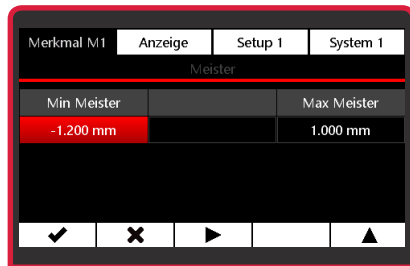 Merkmal M1 Anzeige Setup 1 System 1
Meister
Min Meister Max Meister
-1.200 mm 1.000 mm